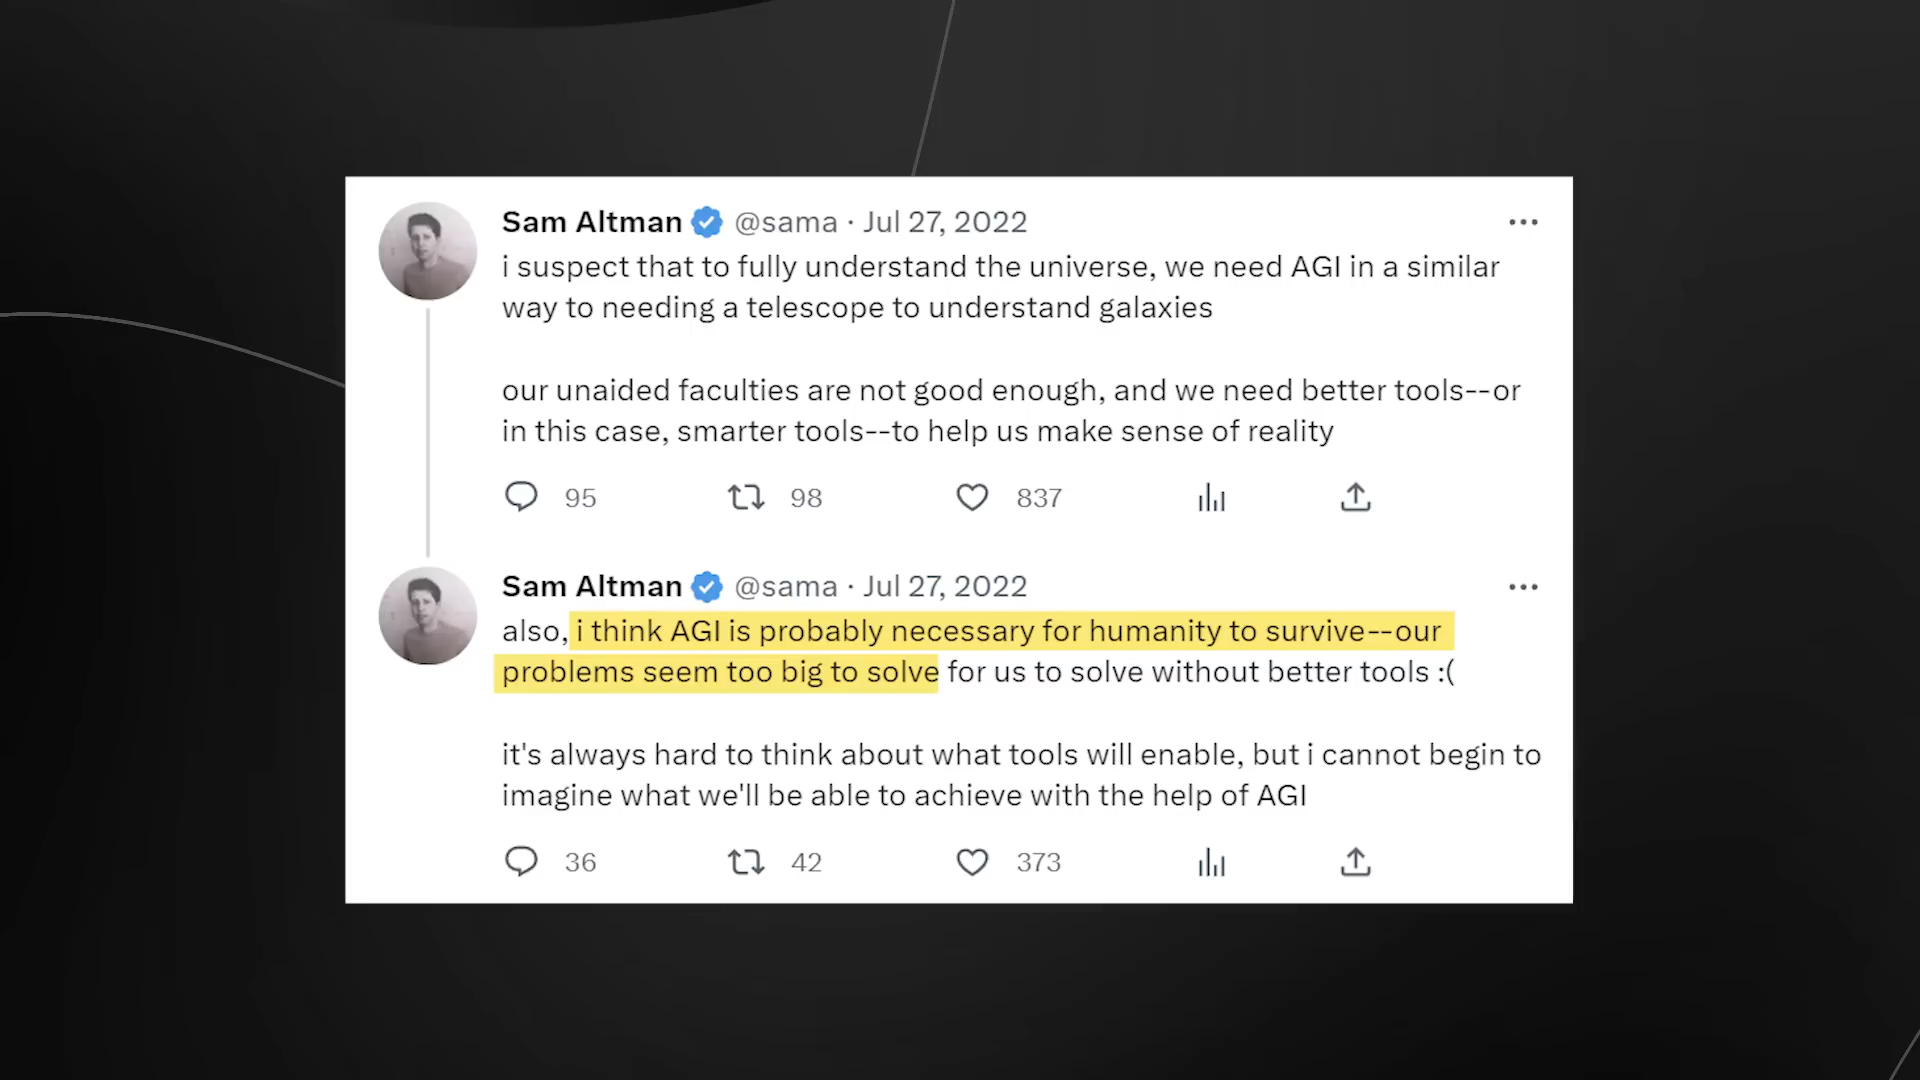 Sam Altman @sama · Jul 27, 2022
i suspect that to fully understand the universe, we need AGI in a similar
way to needing a telescope to understand galaxies
our unaided faculties are not good enough, and we need better tools--or
in this case, smarter tools--to help us make sense of reality
95 98 837
Sam Altman @sama · Jul 27, 2022
also, i think AGI is probably necessary for humanity to survive--our
problems seem too big to solve for us to solve without better tools :(
it's always hard to think about what tools will enable, but i cannot begin to
imagine what we'll be able to achieve with the help of AGI
36 42 373